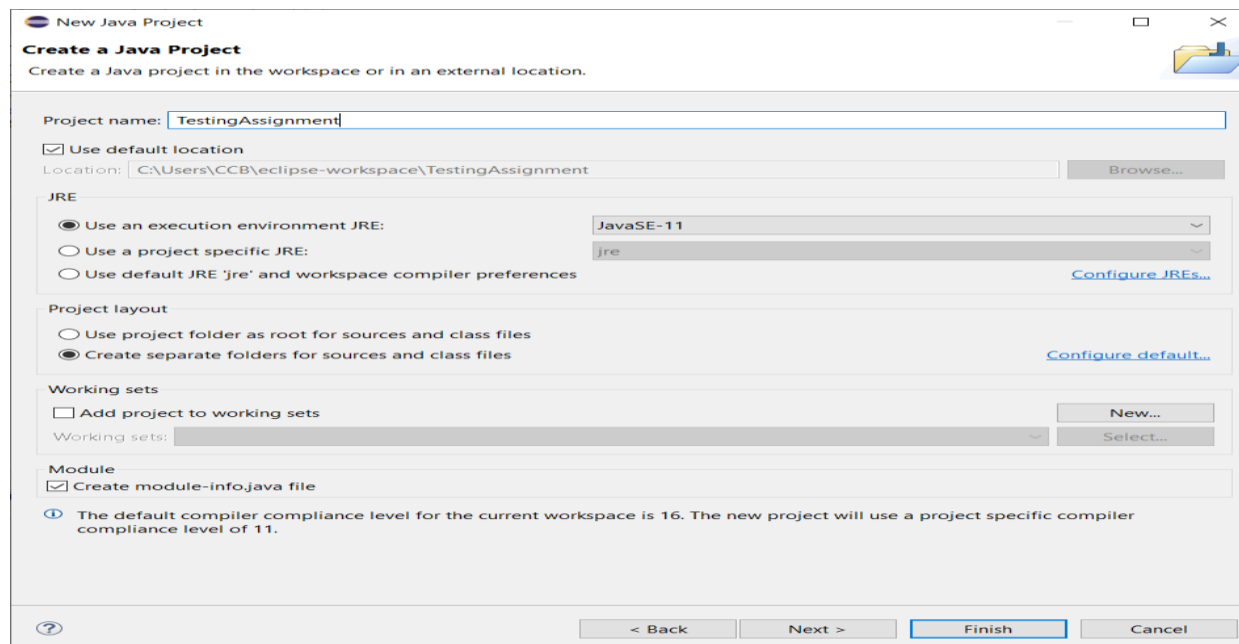 New Java Project
Create a Java Project
Create a Java project in the workspace or in an external location.
Project name: TestingAssignment
Use default location
Location: C:\Users\CCB\eclipse-workspace\TestingAssignment Browse...
JRE
Use an execution environment JRE: JavaSE-11
Use a project specific JRE: jre
Use default JRE 'jre' and workspace compiler preferences Configure JREs...
Project layout
Use project folder as root for sources and class files
Create separate folders for sources and class files Configure default...
Working sets
Add project to working sets New...
Working sets: Select...
Module
Create module-info.java file
The default compiler compliance level for the current workspace is 16. The new project will use a project specific compiler
compliance level of 11.
? < Back Next > Finish Cancel